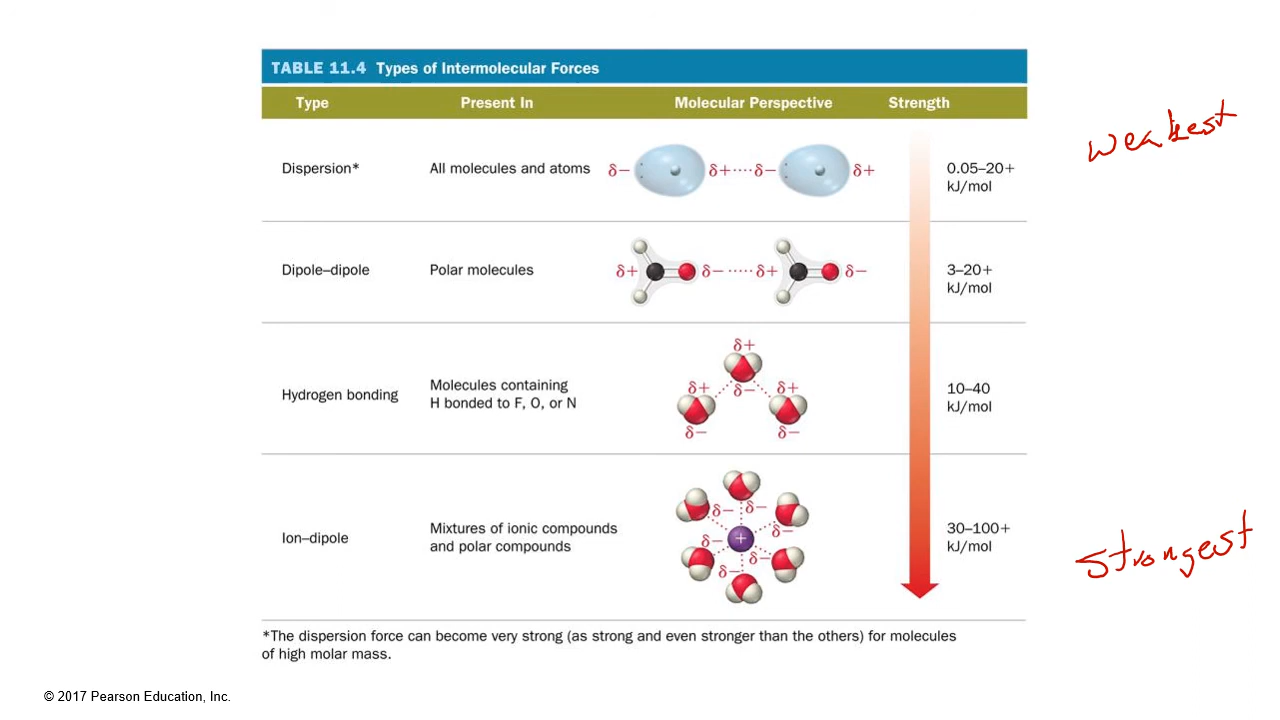 TABLE 11.4 Types of Intermolecular Forces
Type Present In Molecular Perspective Strength
weakest
Dispersion* All molecules and atoms δ− δ+ ····δ− δ+ 0.05–20+
kJ/mol
Dipole–dipole Polar molecules δ+ δ− ·····δ+ δ− 3–20+
kJ/mol
δ+
Hydrogen bonding Molecules containing
H bonded to F, O, or N
δ+ δ− δ+
δ− δ−
10–40
kJ/mol
Ion–dipole Mixtures of ionic compounds
and polar compounds
δ− δ−
δ−
δ− +
δ−
δ−
30–100+
kJ/mol
strongest
*The dispersion force can become very strong (as strong and even stronger than the others) for molecules
of high molar mass.
© 2017 Pearson Education, Inc.